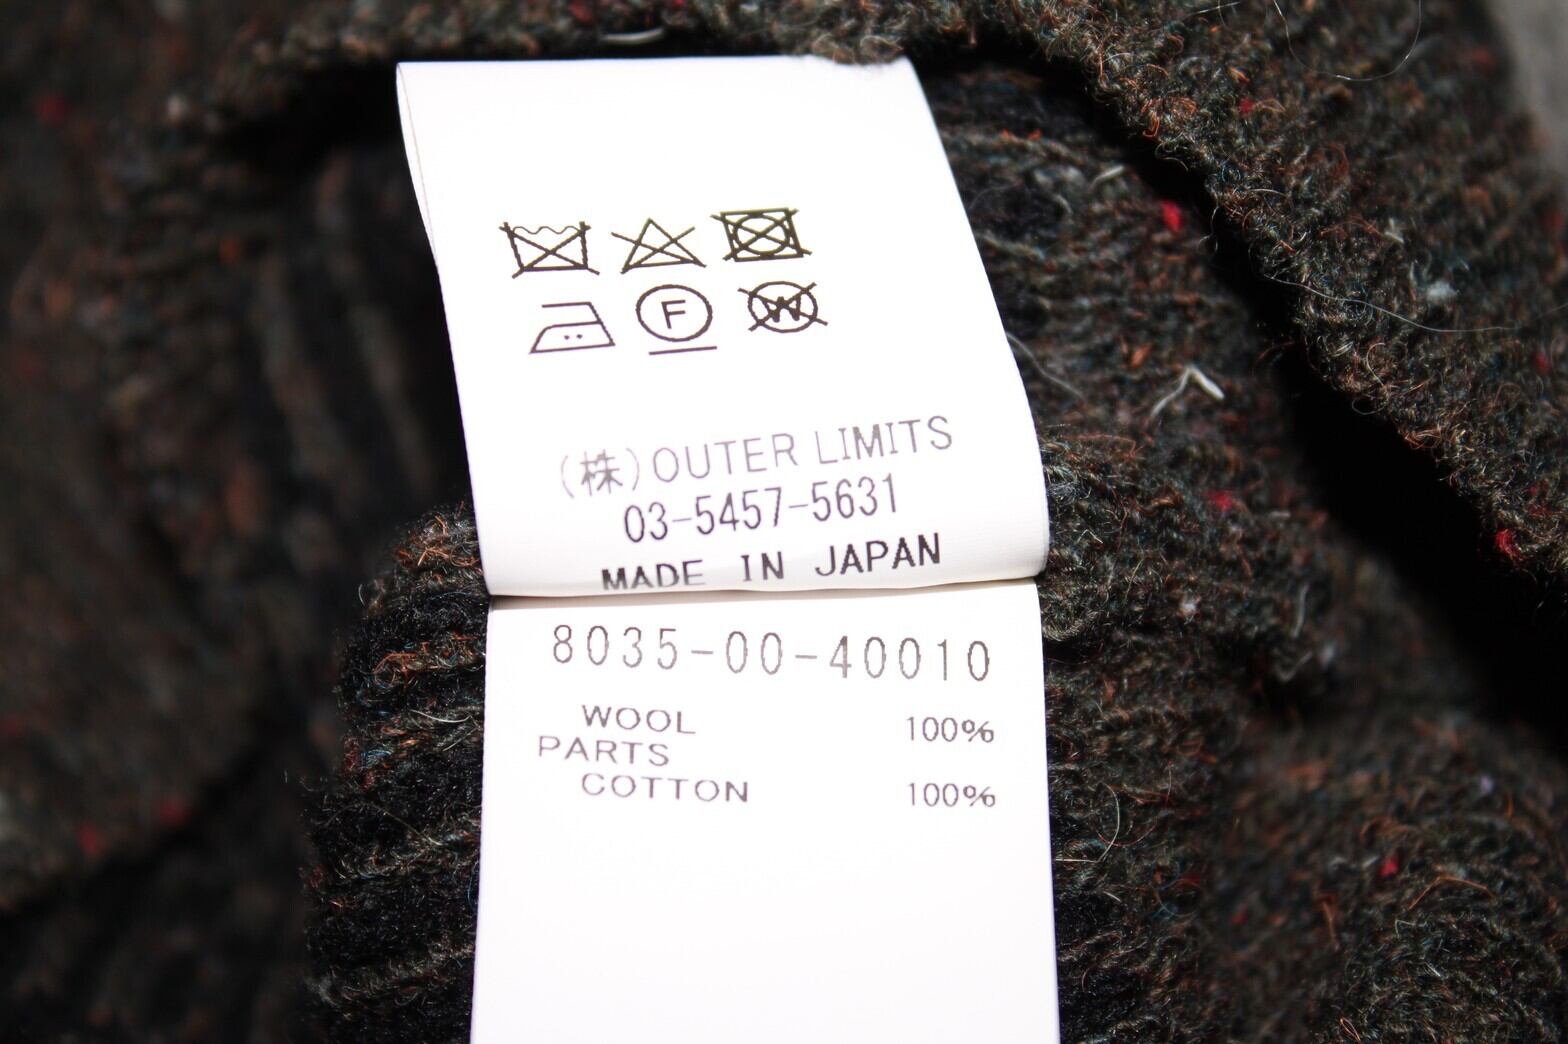 F W
(株)OUTER LIMITS
03-5457-5631
MADE IN JAPAN
8035-00-40010
WOOL 100%
PARTS
COTTON 100%